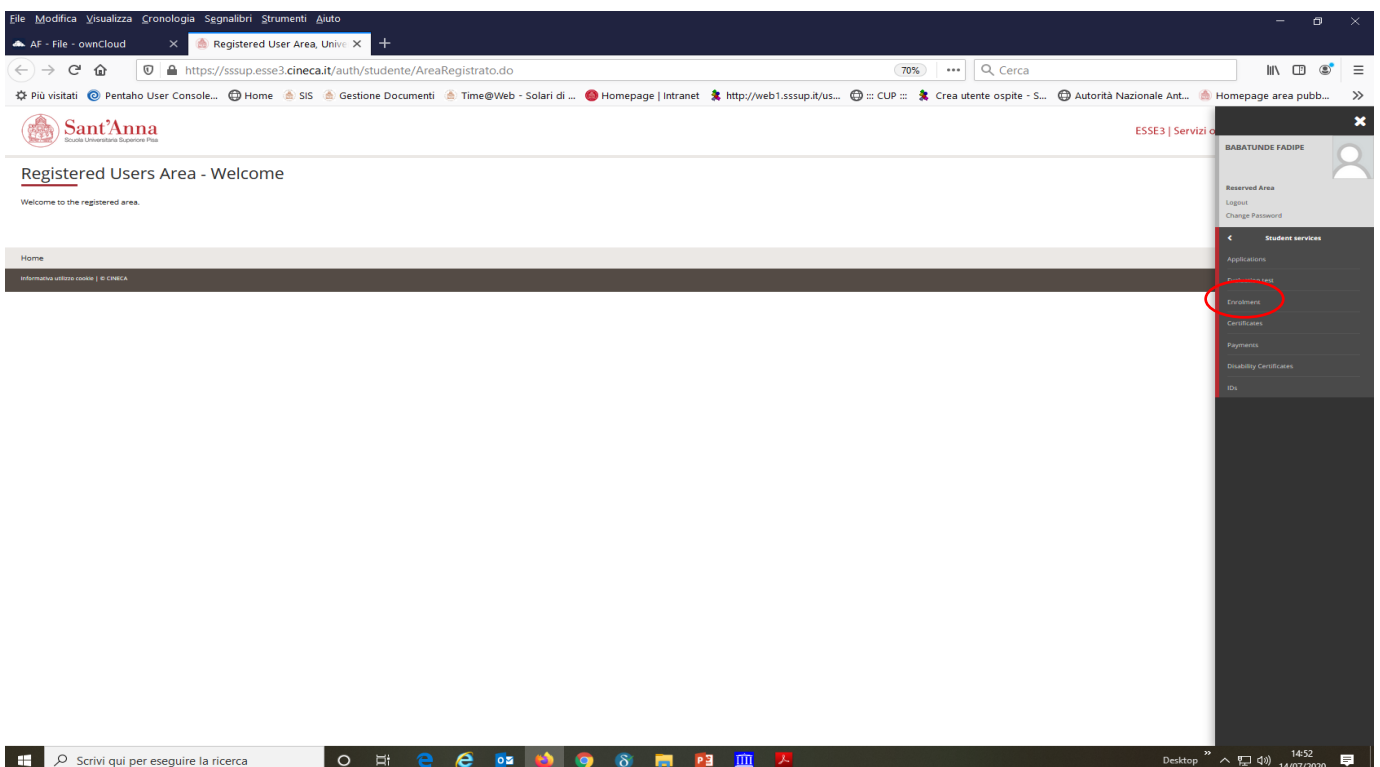 File Modifica Visualizza Cronologia Segnalibri Strumenti Aiuto
AF - File - ownCloud
Registered User Area, Unive
https://sssup.esse3.cineca.it/auth/studente/AreaRegistrato.do
70%
Cerca
Più visitati Pentaho User Console... Home SIS Gestione Documenti Time@Web - Solari di ... Homepage | Intranet http://web1.sssup.it/us... ::: CUP ::: Crea utente ospite - S... Autorità Nazionale Ant... Homepage area pubb...
Sant'Anna
Scuola Universitaria Superiore Pisa
ESSE3 | Servizi o
Registered Users Area - Welcome
Welcome to the registered area.
Home
Informativa utilizzo cookie | © CINECA
BABATUNDE FADIPE
Reserved Area
Logout
Change Password
Student services
Applications
Evaluation test
Enrolment
Certificates
Payments
Disability Certificates
IDs
Scrivi qui per eseguire la ricerca
Desktop
14:52
14/07/2020